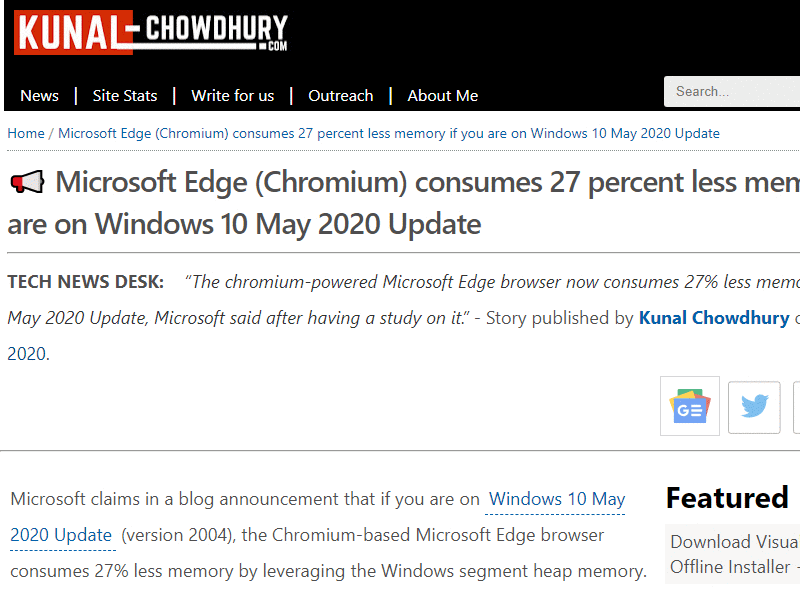 KUNAL-CHOWDHURY
.COM
News | Site Stats | Write for us | Outreach | About Me
Search...
Home / Microsoft Edge (Chromium) consumes 27 percent less memory if you are on Windows 10 May 2020 Update
Microsoft Edge (Chromium) consumes 27 percent less mem
are on Windows 10 May 2020 Update
TECH NEWS DESK: “The chromium-powered Microsoft Edge browser now consumes 27% less memo
May 2020 Update, Microsoft said after having a study on it.” - Story published by Kunal Chowdhury o
2020.
GE
Microsoft claims in a blog announcement that if you are on Windows 10 May
2020 Update (version 2004), the Chromium-based Microsoft Edge browser
consumes 27% less memory by leveraging the Windows segment heap memory.
Featured
Download Visua
Offline Installer -